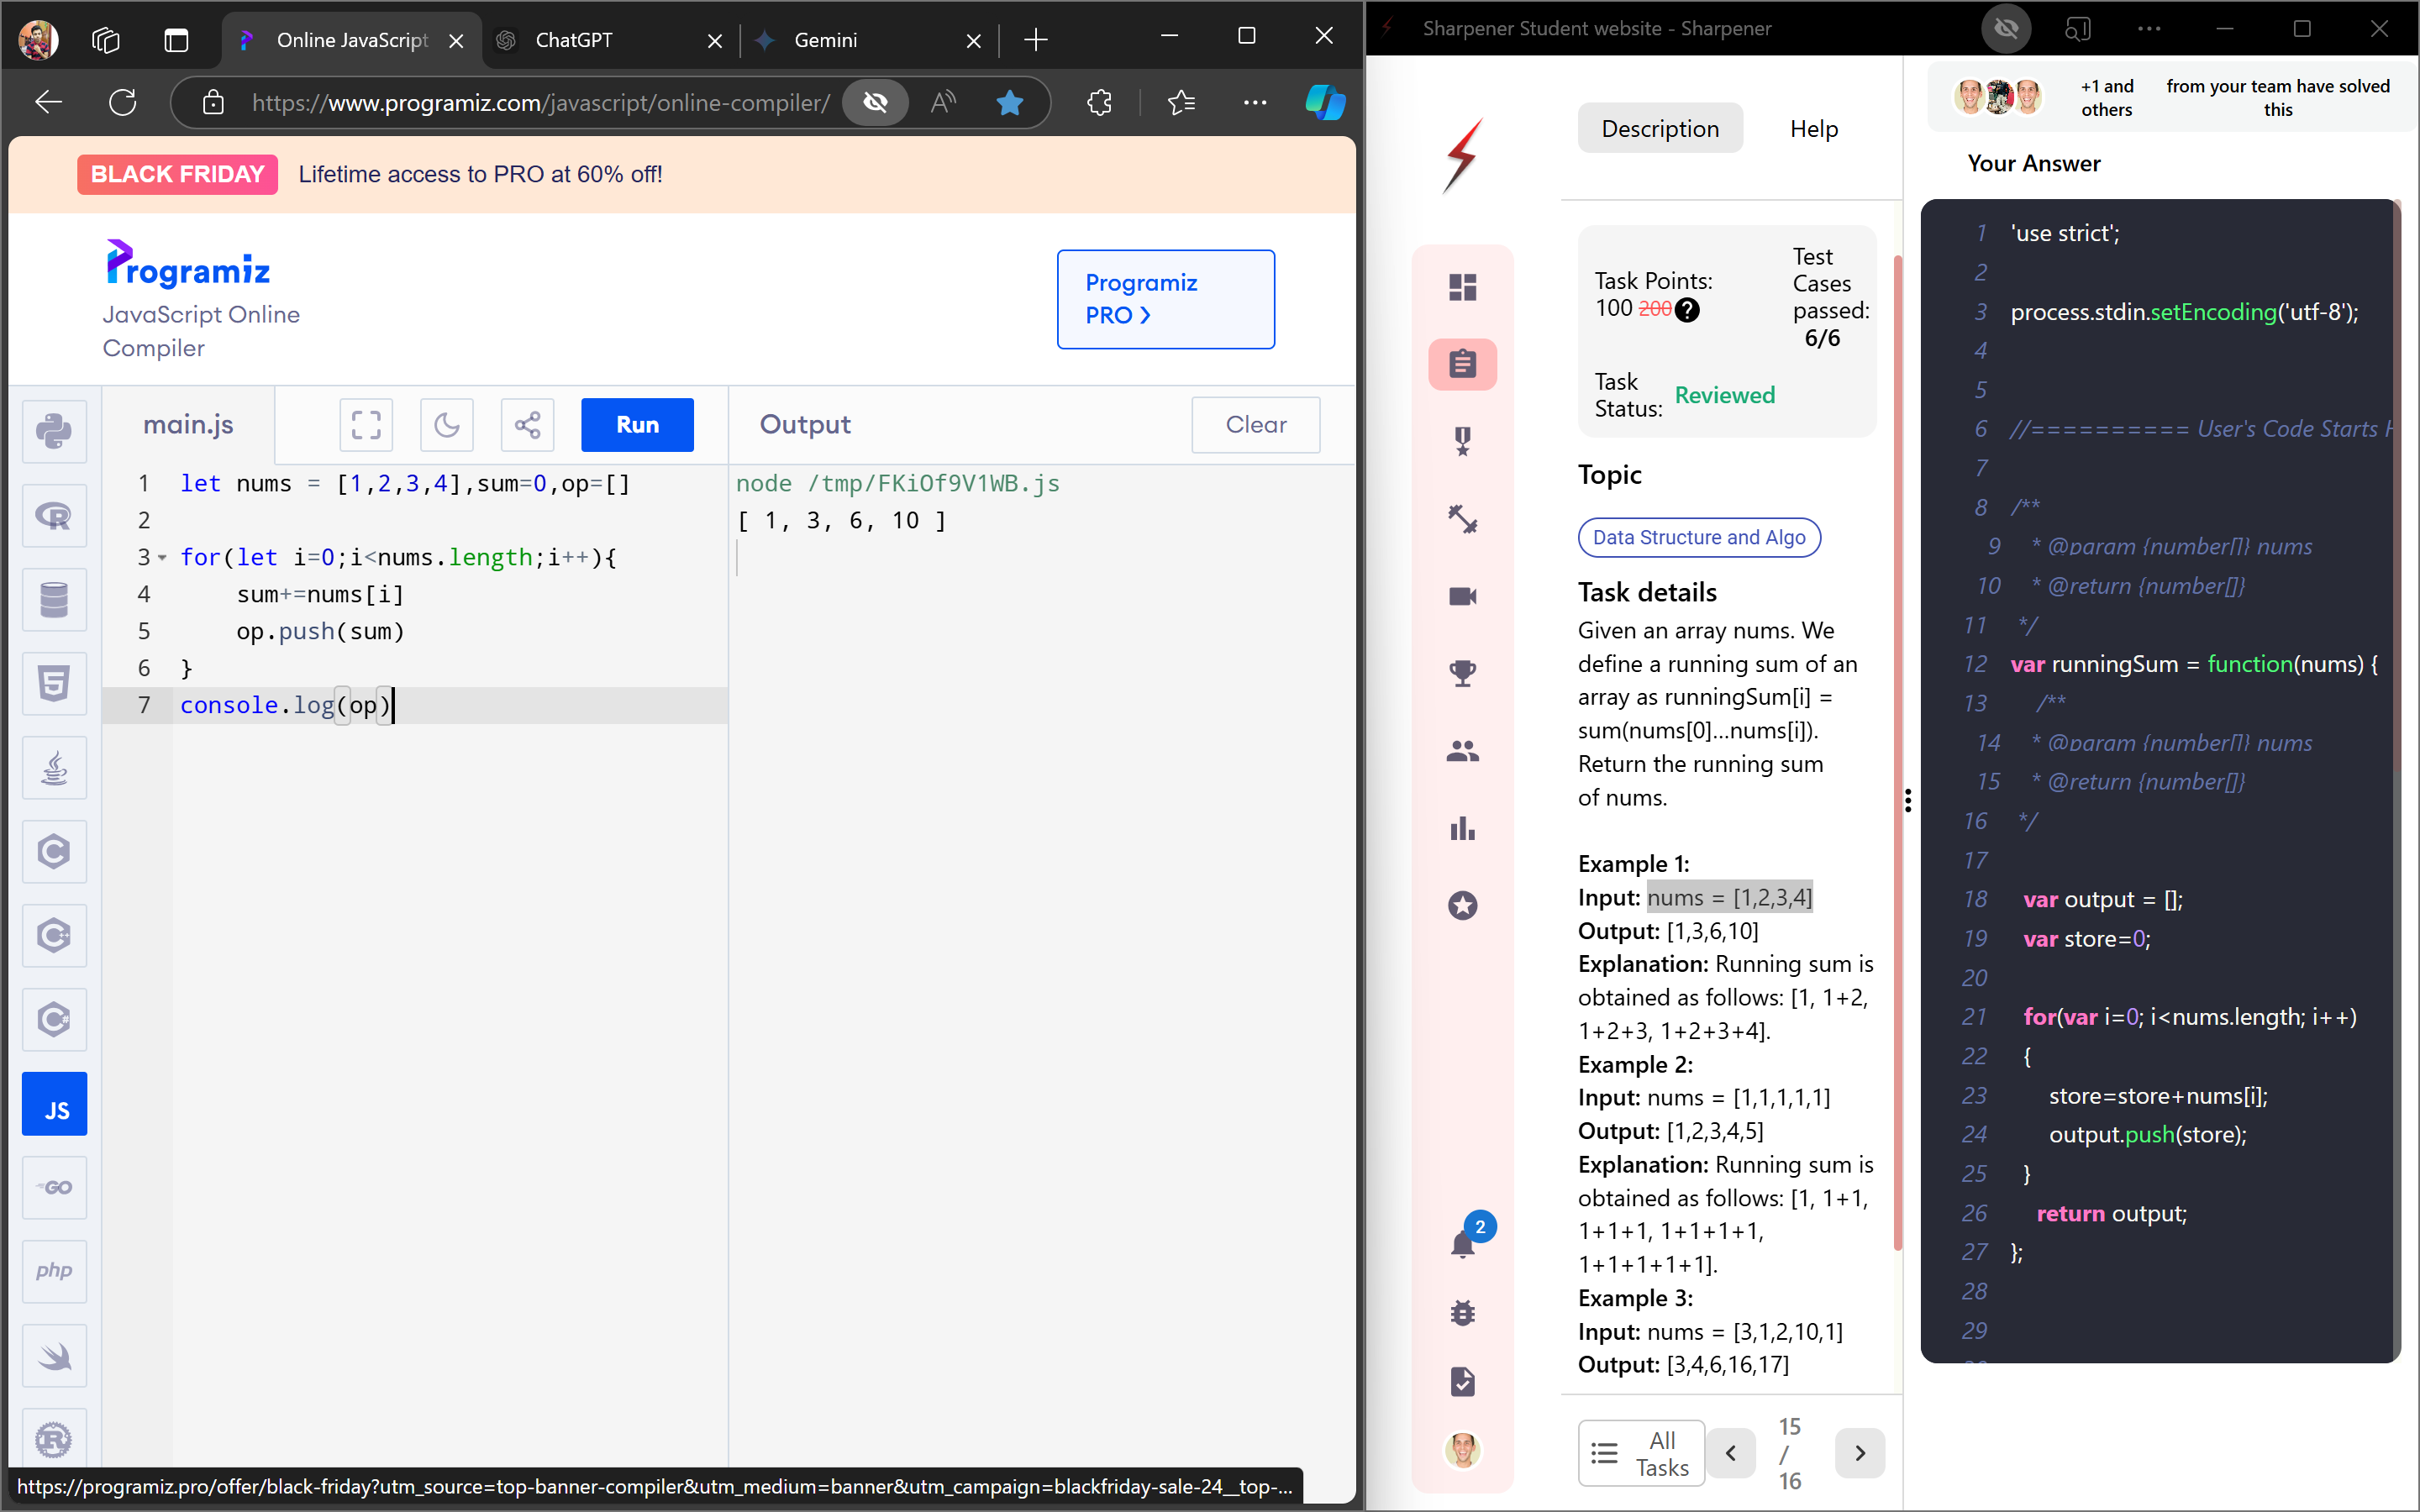 Online JavaScript
ChatGPT
Gemini
https://www.programiz.com/javascript/online-compiler/
BLACK FRIDAY Lifetime access to PRO at 60% off!
Programiz
JavaScript Online
Compiler
Programiz
PRO ❯
main.js
Run
Output
Clear
1 let nums = [1,2,3,4],sum=0,op=[]
2
3 for(let i=0;i<nums.length;i++){
4 sum+=nums[i]
5 op.push(sum)
6 }
7 console.log(op)
node /tmp/FKiOf9V1WB.js
[ 1, 3, 6, 10 ]
R
5
C
C++
C#
JS
GO
php
R
https://programiz.pro/offer/black-friday?utm_source=top-banner-compiler&utm_medium=banner&utm_campaign=blackfriday-sale-24__top-...
Sharpener Student website - Sharpener
Description
Help
Task Points:
100 200 ?
Test
Cases
passed:
6/6
Task
Status: Reviewed
Topic
Data Structure and Algo
Task details
Given an array nums. We
define a running sum of an
array as runningSum[i] =
sum(nums[0]…nums[i]).
Return the running sum
of nums.
Example 1:
Input: nums = [1,2,3,4]
Output: [1,3,6,10]
Explanation: Running sum is
obtained as follows: [1, 1+2,
1+2+3, 1+2+3+4].
Example 2:
Input: nums = [1,1,1,1,1]
Output: [1,2,3,4,5]
Explanation: Running sum is
obtained as follows: [1, 1+1,
1+1+1, 1+1+1+1,
1+1+1+1+1].
Example 3:
Input: nums = [3,1,2,10,1]
Output: [3,4,6,16,17]
2
All
Tasks
15
/
16
+1 and
others
from your team have solved
this
Your Answer
1 'use strict';
2
3 process.stdin.setEncoding('utf-8');
4
5
6 //========== User's Code Starts H
7
8 /**
9 * @param {number[]} nums
10 * @return {number[]}
11 */
12 var runningSum = function(nums) {
13 /**
14 * @param {number[]} nums
15 * @return {number[]}
16 */
17
18 var output = [];
19 var store=0;
20
21 for(var i=0; i<nums.length; i++)
22 {
23 store=store+nums[i];
24 output.push(store);
25 }
26 return output;
27 };
28
29